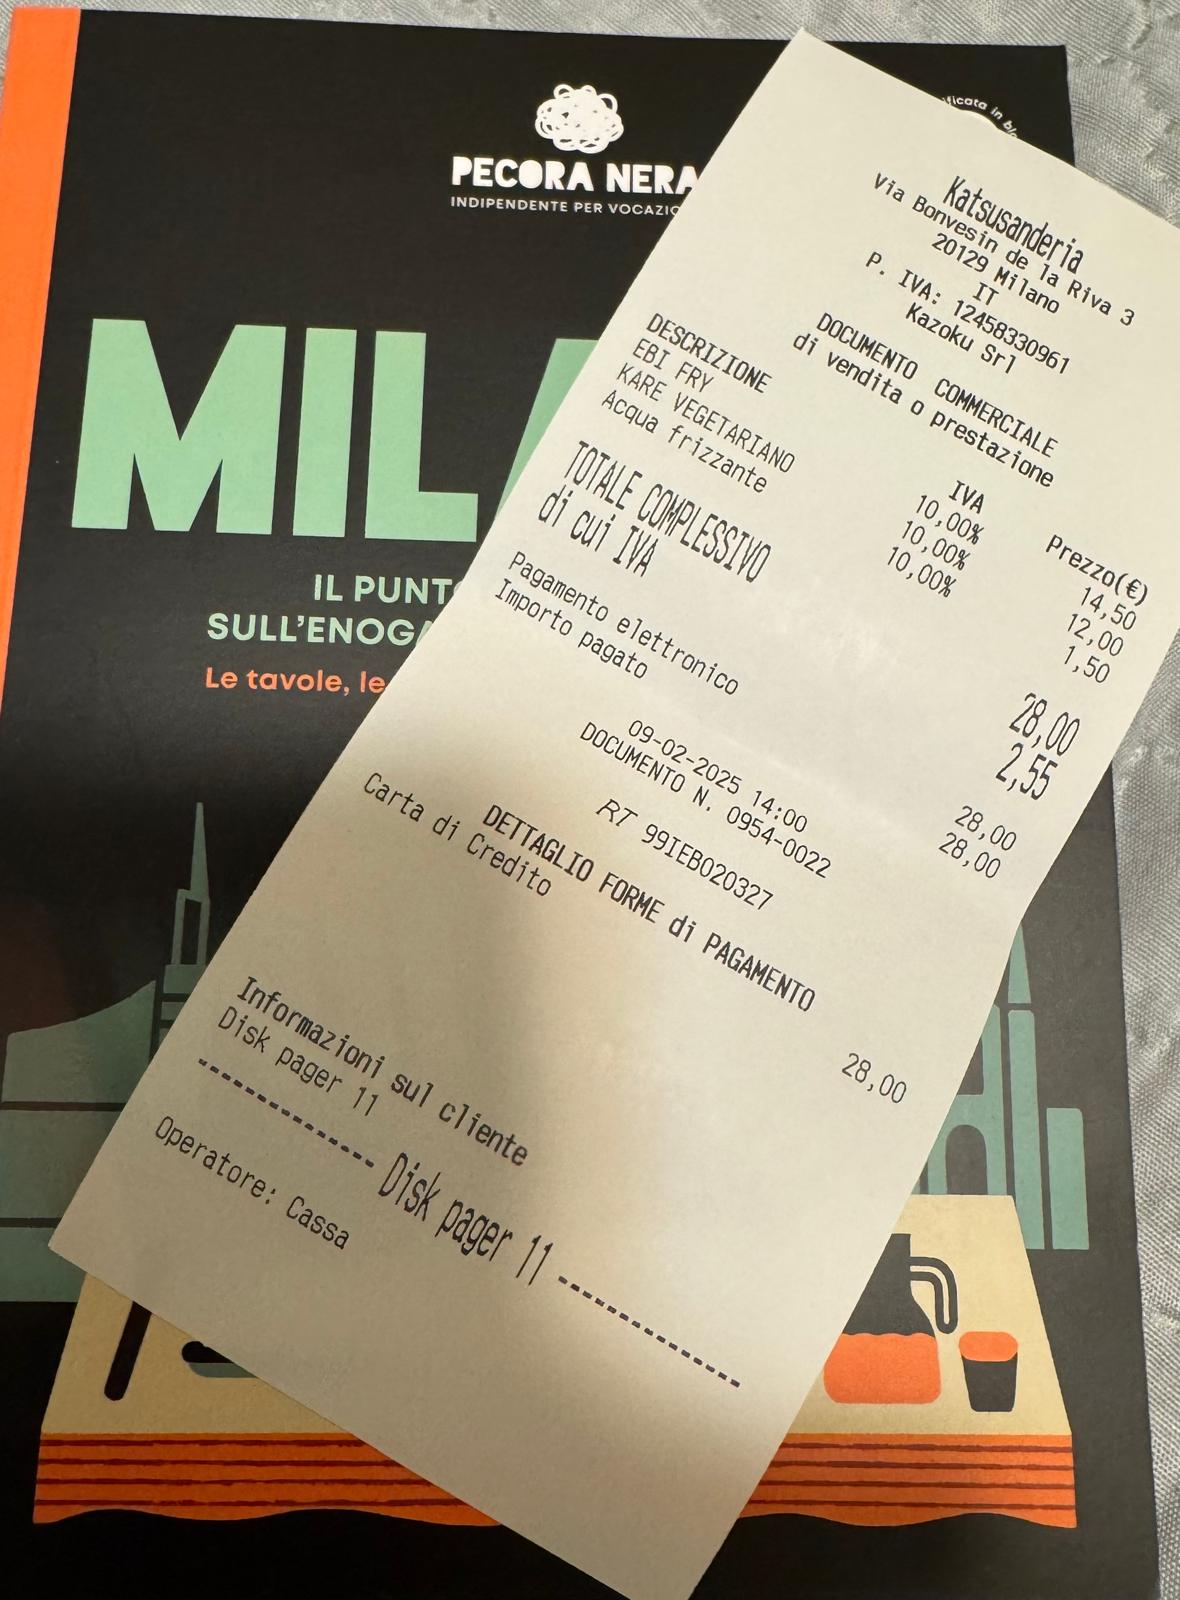 PECORA NERA
INDIPENDENTE PER
MIL
IL
SULL'
Le tavole, le
in
Katsusanderia
Via Bonvesin de la Riva 3
20129 Milano
IT
P. IVA: 12458330961
Kazoku Srl
DOCUMENTO COMMERCIALE
di vendita o prestazione
DESCRIZIONE IVA Prezzo(€)
EBI FRY 10,00% 14,50
KARE VEGETARIANO 10,00% 12,00
Acqua frizzante 10,00% 1,50
TOTALE COMPLESSIVO 28,00
di cui IVA 2,55
Pagamento elettronico 28,00
Importo pagato 28,00
09-02-2025 14:00
DOCUMENTO N. 0954-0022
RT 99IEB020327
DETTAGLIO FORME di PAGAMENTO
Carta di Credito 28,00
Informazioni sul cliente
Disk pager 11
------------- Disk pager 11 -------------
Operatore: Cassa